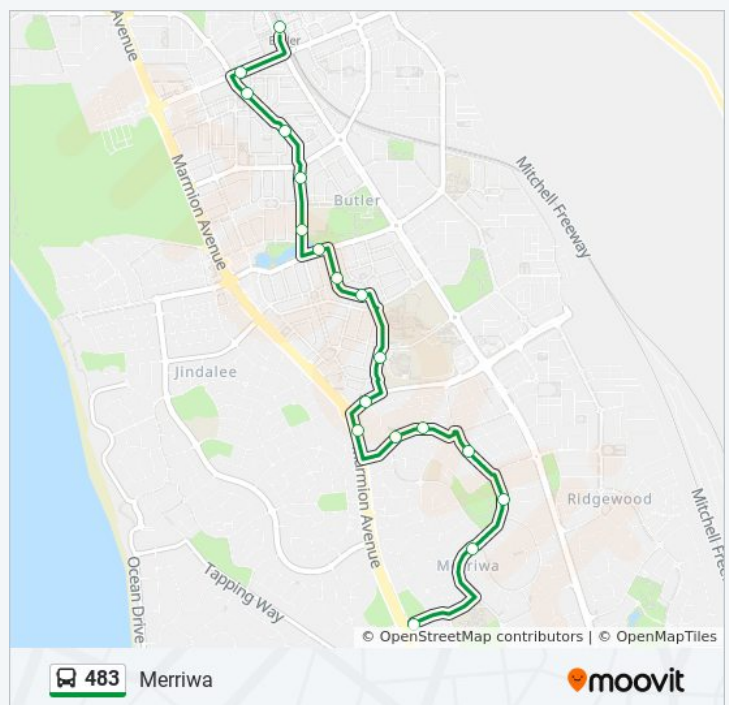 Avenue
Butler
Marmion Avenue
Mitchell Freeway
Butler
Jindalee
Marmion Avenue
Ridgewood
Mitchell Free
Merriwa
Ocean Drive
Tapping Way
© OpenStreetMap contributors | © OpenMapTiles
483 Merriwa
moovit